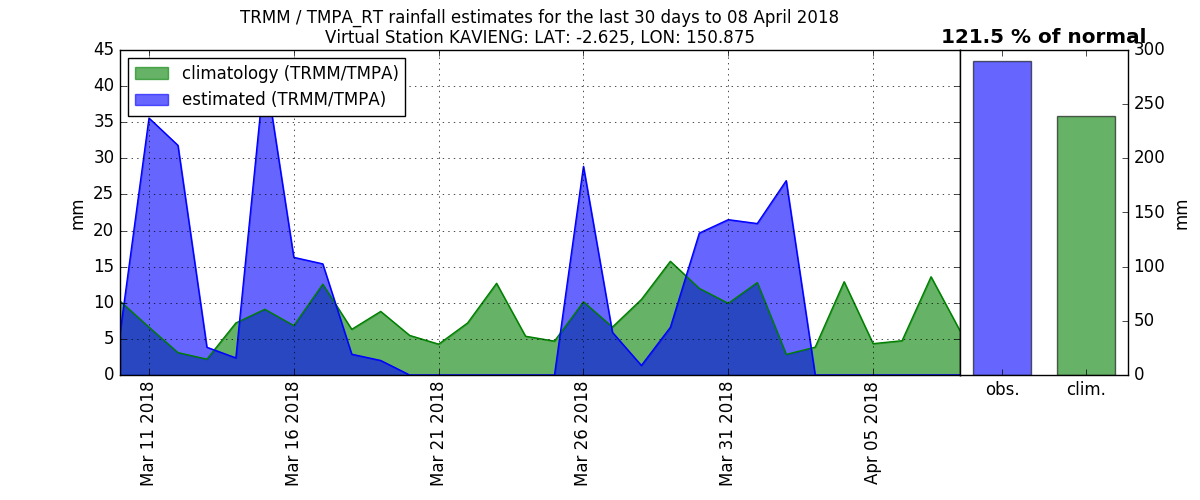 TRMM / TMPA_RT rainfall estimates for the last 30 days to 08 April 2018
Virtual Station KAVIENG: LAT: -2.625, LON: 150.875
121.5 % of normal
climatology (TRMM/TMPA)
estimated (TRMM/TMPA)
45
40
35
30
25
20
15
10
5
0
mm
Mar 11 2018
Mar 16 2018
Mar 21 2018
Mar 26 2018
Mar 31 2018
Apr 05 2018
300
250
200
150
100
50
0
mm
obs.
clim.